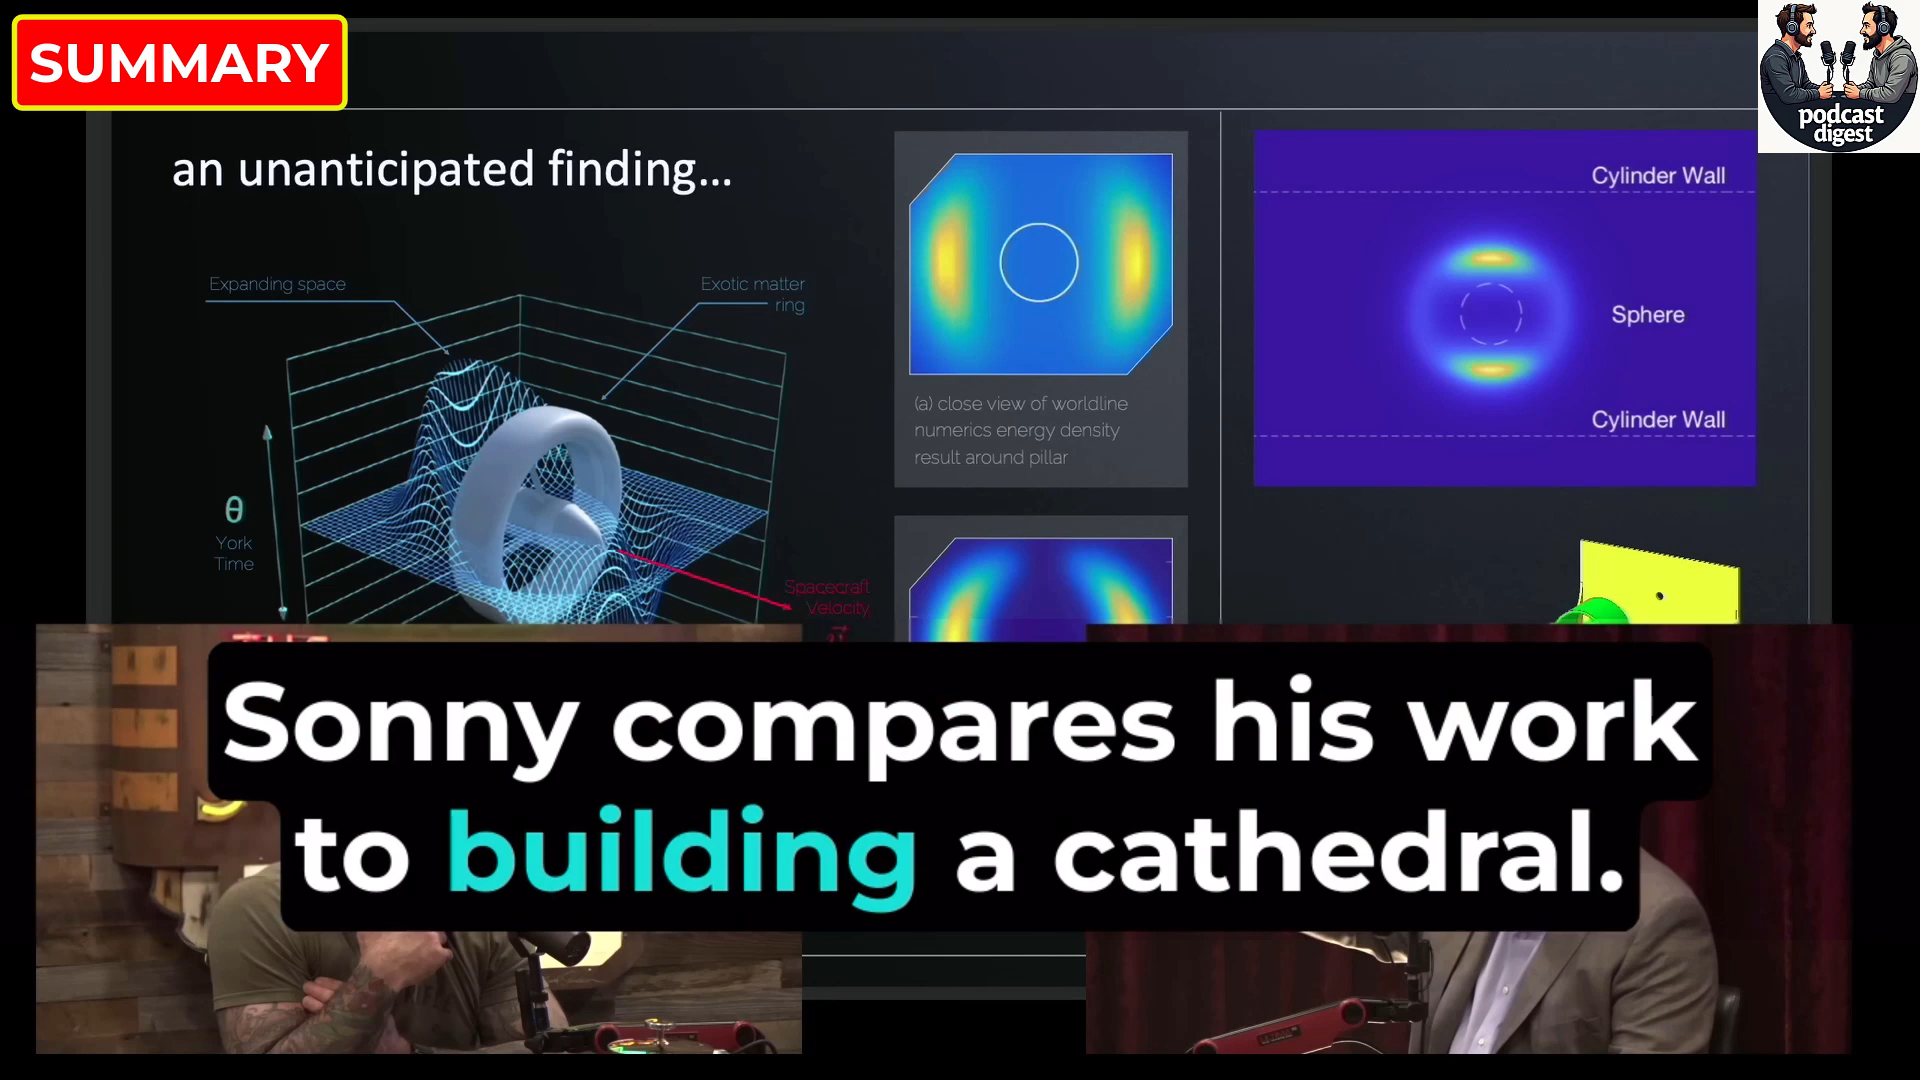 SUMMARY
podcast
digest
an unanticipated finding...
Expanding space
Exotic matter
ring
θ
York
Time
Spacecraft
Velocity
(a) close view of worldline
numerics energy density
result around pillar
Cylinder Wall
Sphere
Cylinder Wall
Sonny compares his work
to building a cathedral.